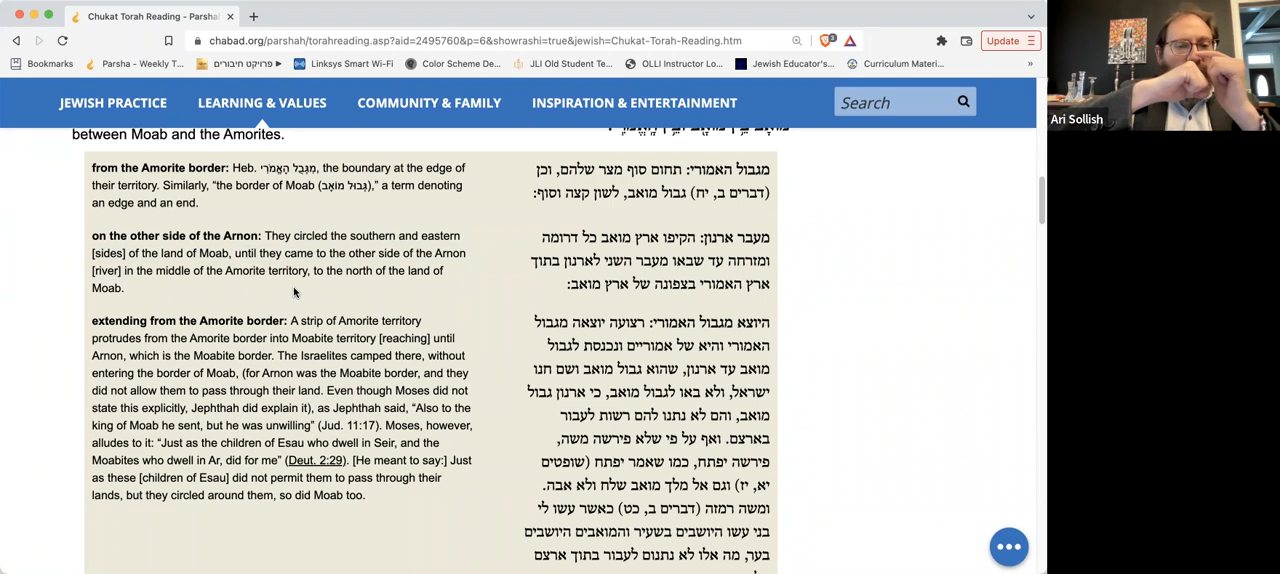 Chukat Torah Reading - Parsha
chabad.org/parshah/torahreading.asp?aid=2495760&p=6&showrashi=true&jewish=Chukat-Torah-Reading.htm
3
Update
Bookmarks
Parsha - Weekly T...
פרויקט חיבורים
Linksys Smart Wi-Fi
Color Scheme De...
JLI Old Student Te...
OLLI Instructor Lo...
Jewish Educator's...
Curriculum Materi...
»
JEWISH PRACTICE
LEARNING & VALUES
COMMUNITY & FAMILY
INSPIRATION & ENTERTAINMENT
Search
between Moab and the Amorites.
from the Amorite border: Heb. מִגְּבֻל הָאֱמֹרִי, the boundary at the edge of
their territory. Similarly, “the border of Moab (גְּבוּל מוֹאָב),” a term denoting
an edge and an end.
on the other side of the Arnon: They circled the southern and eastern
[sides] of the land of Moab, until they came to the other side of the Arnon
[river] in the middle of the Amorite territory, to the north of the land of
Moab.
extending from the Amorite border: A strip of Amorite territory
protrudes from the Amorite border into Moabite territory [reaching] until
Arnon, which is the Moabite border. The Israelites camped there, without
entering the border of Moab, (for Arnon was the Moabite border, and they
did not allow them to pass through their land. Even though Moses did not
state this explicitly, Jephthah did explain it), as Jephthah said, “Also to the
king of Moab he sent, but he was unwilling” (Jud. 11:17). Moses, however,
alludes to it: “Just as the children of Esau who dwell in Seir, and the
Moabites who dwell in Ar, did for me” (Deut. 2:29). [He meant to say:] Just
as these [children of Esau] did not permit them to pass through their
lands, but they circled around them, so did Moab too.
מגבול האמורי: תחום סוף מצר שלהם, וכן
(דברים ב, יח) גבול מואב, לשון קצה וסוף:
מעבר ארנון: הקיפו ארץ מואב כל דרומה
ומזרחה עד שבאו מעבר השני לארנון בתוך
ארץ האמורי בצפונה של ארץ מואב:
היוצא מגבול האמורי: רצועה יוצאה מגבול
האמורי והיא של אמוריים ונכנסת לגבול
מואב עד ארנון, שהוא גבול מואב ושם חנו
ישראל, ולא באו לגבול מואב, כי ארנון גבול
מואב, והם לא נתנו להם רשות לעבור
בארצם. ואף על פי שלא פירשה משה,
פירשה יפתח, כמו שאמר יפתח (שופטים
יא, יז) וגם אל מלך מואב שלח ולא אבה.
ומשה רמזה (דברים ב, כט) כאשר עשו לי
בני עשו היושבים בשעיר והמואבים היושבים
בער, מה אלו לא נתנום לעבור בתוך ארצם
Ari Sollish